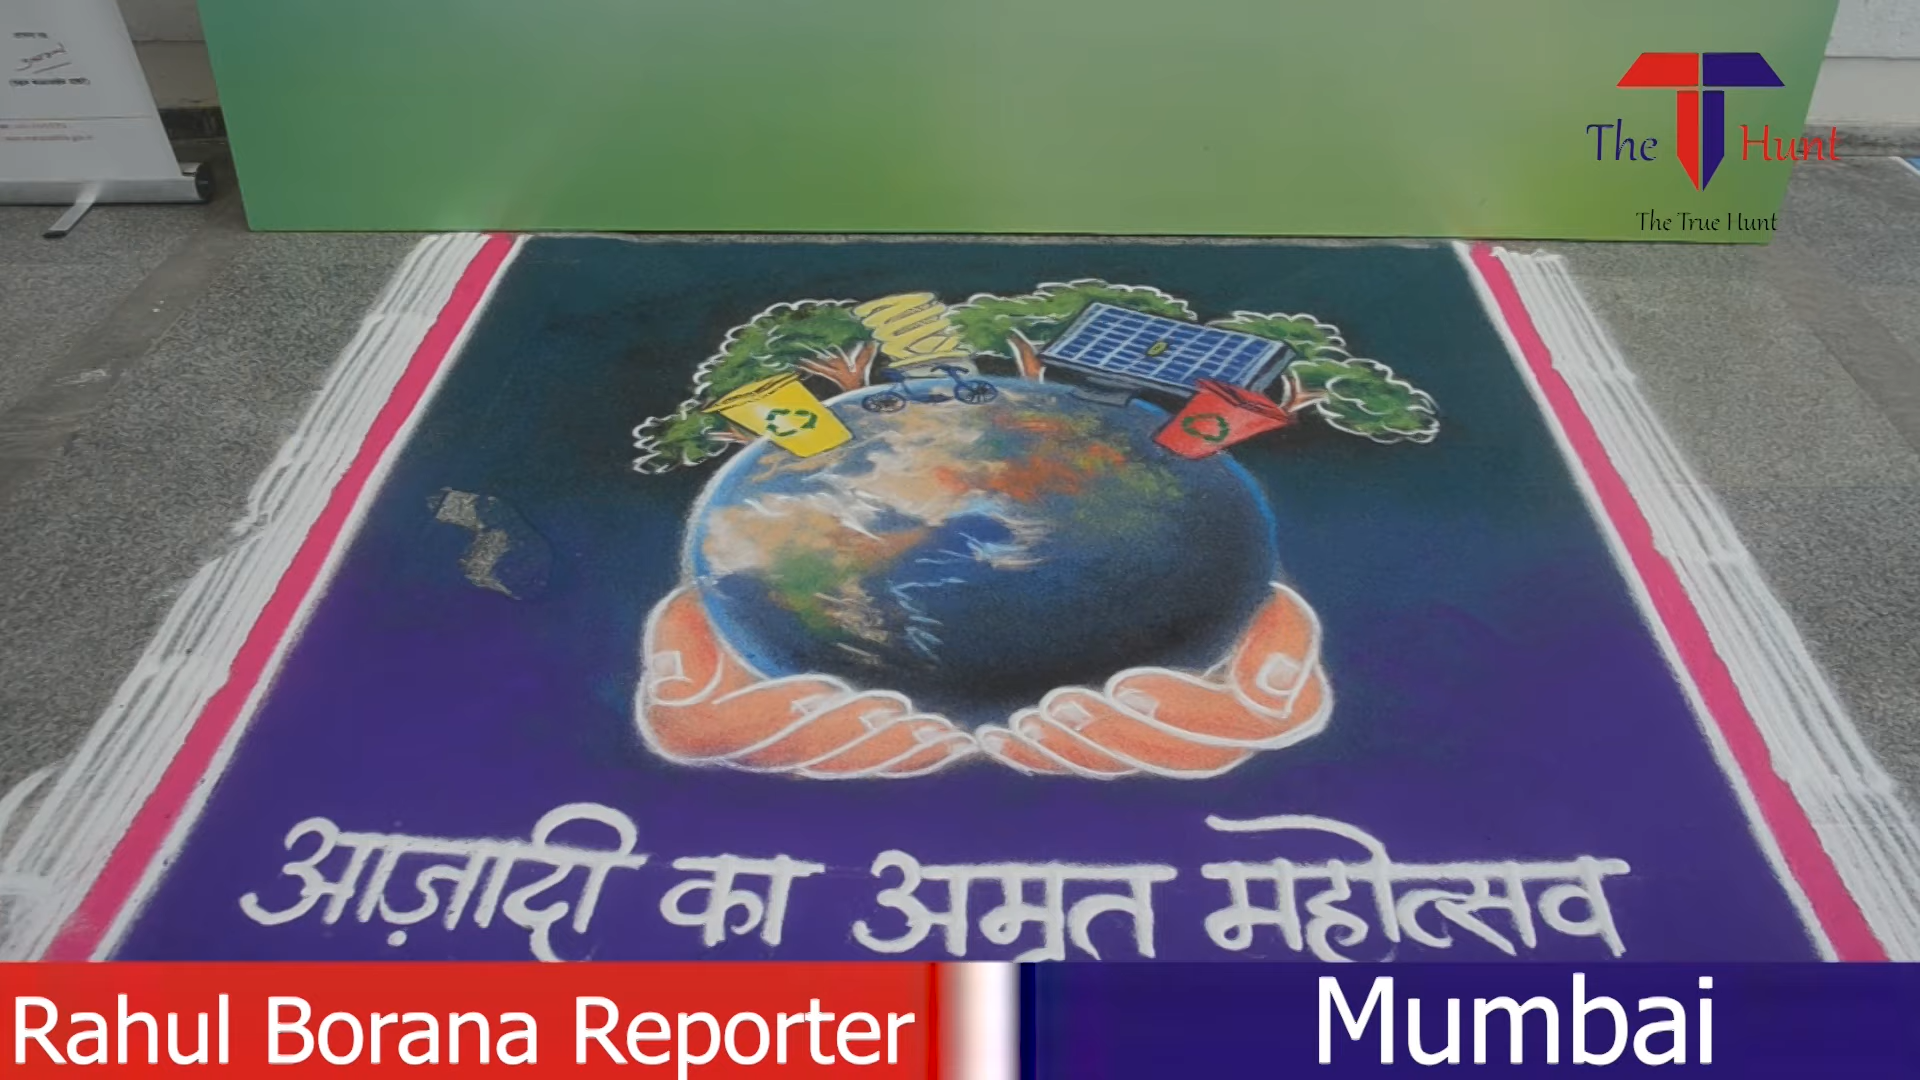 The Hunt
The True Hunt
आज़ादी का अमृत महोत्सव
Rahul Borana Reporter
Mumbai